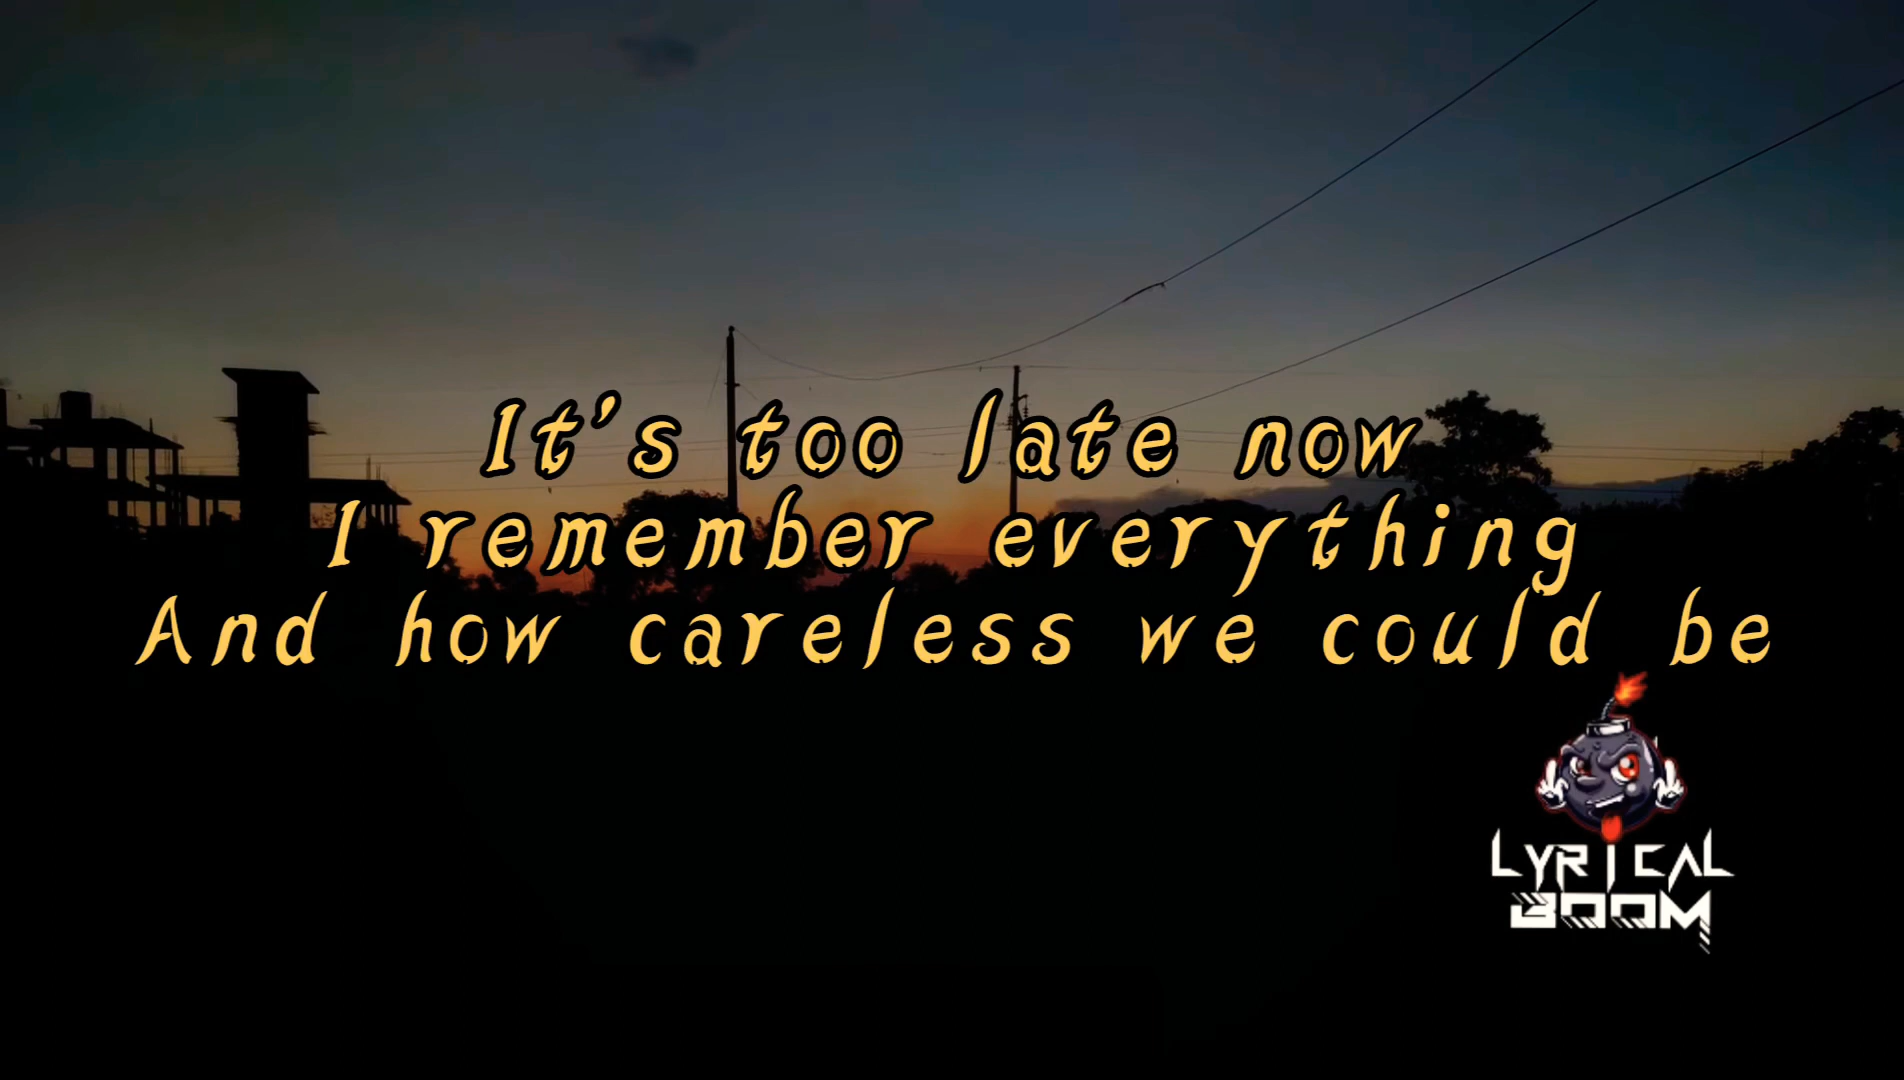 It's too late now
I remember everything
And how careless we could be
LYRICAL
BOOM